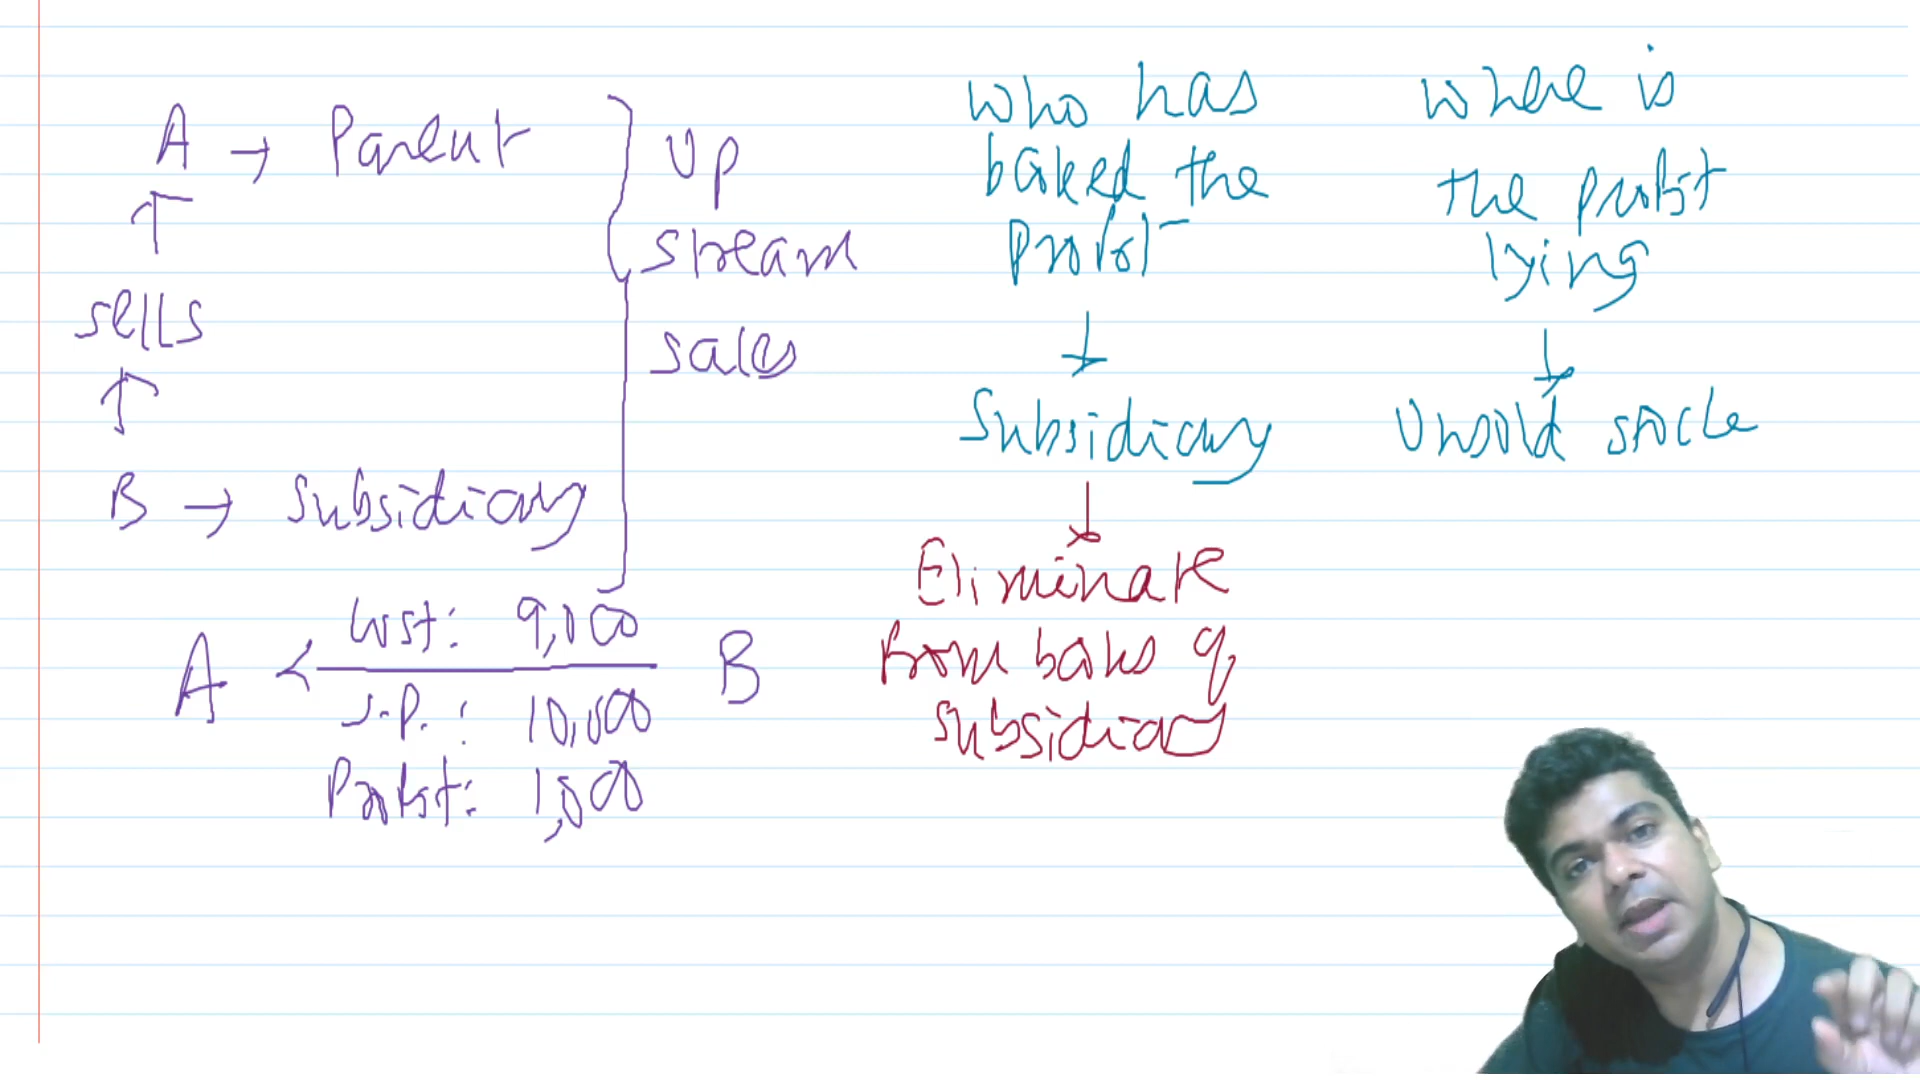 A → Parent
↑
sells
↑
B → Subsidiary
Up
stream
sales
A < Cost: 9,000 B
S.P. : 10,000
Profit: 1,000
Who has
booked the
Profit
↓
Subsidiary
↓
Eliminate
from books of
subsidiary
Where is
the profit
lying
↓
Unsold stock